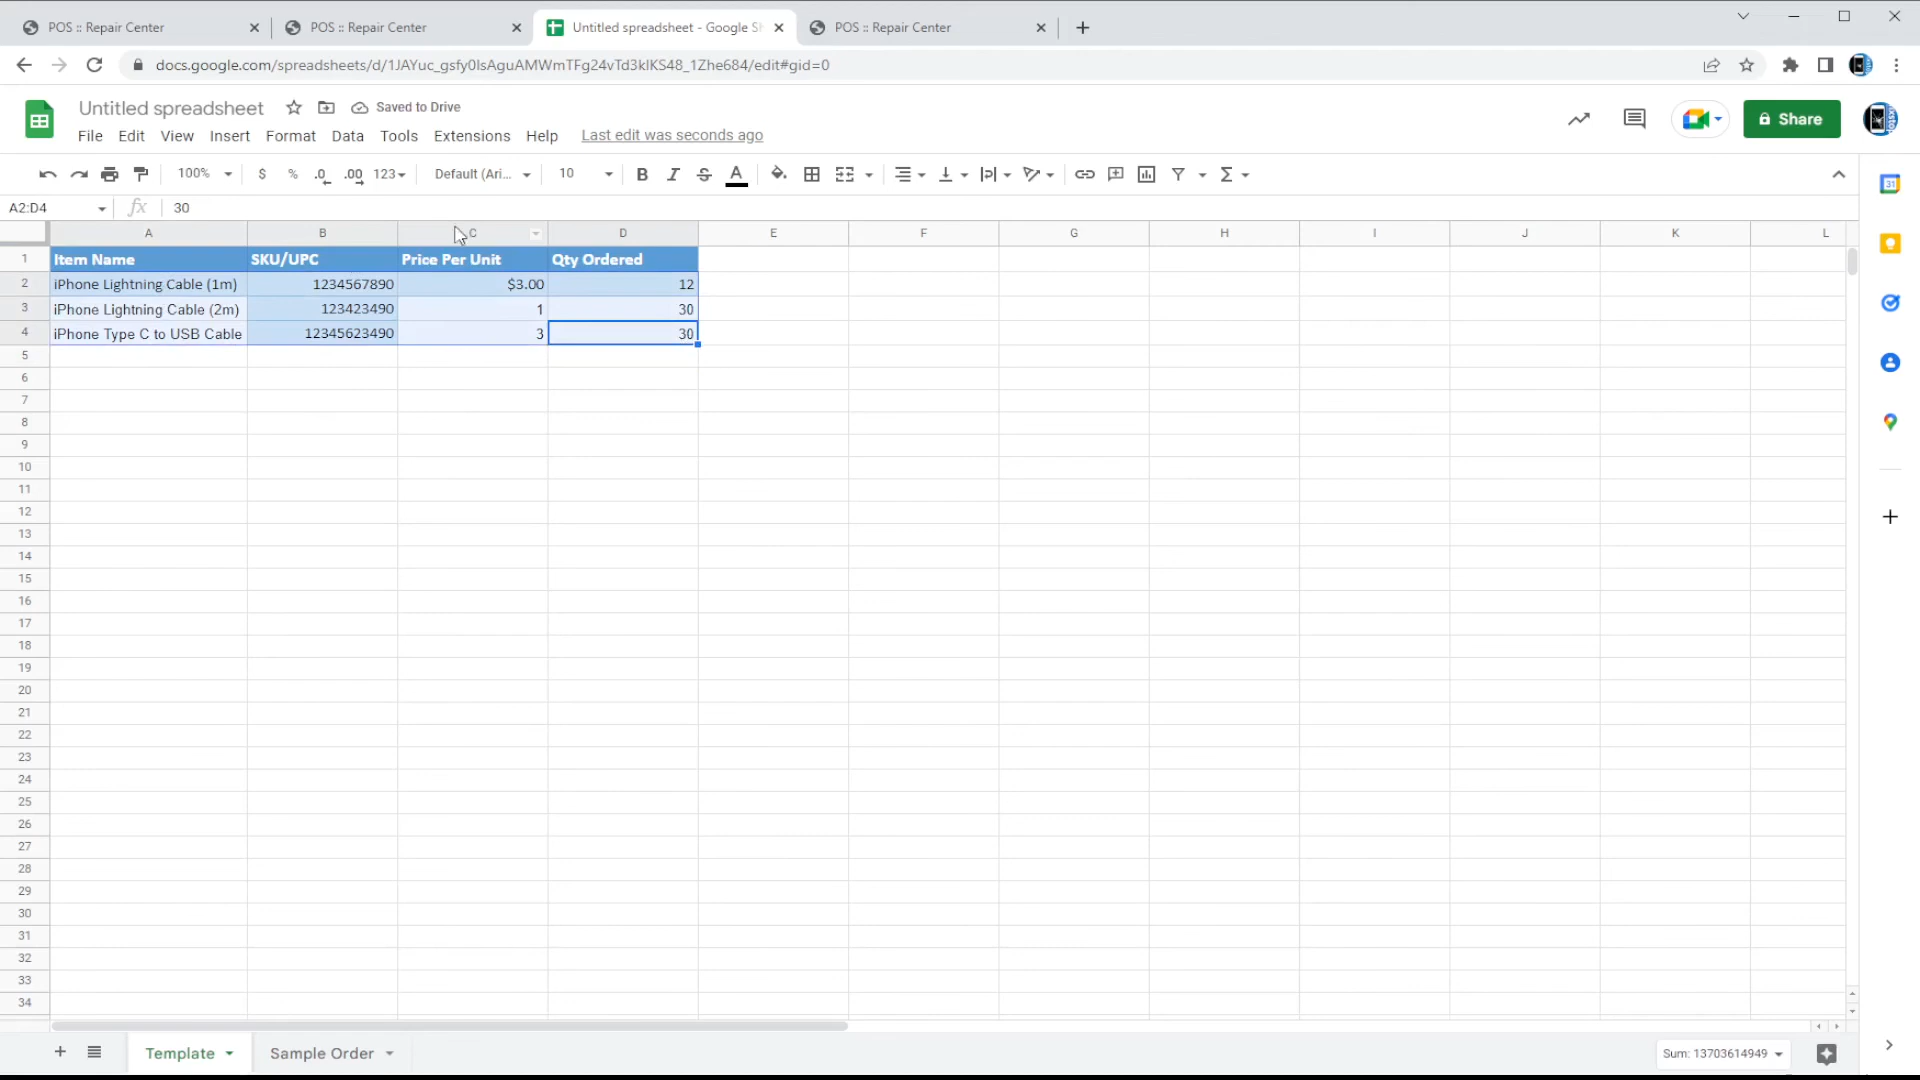 POS :: Repair Center
POS :: Repair Center
Untitled spreadsheet - Google Sh
POS :: Repair Center
docs.google.com/spreadsheets/d/1JAYuc_gsfy0IsAguAMWmTFg24vTd3klKS48_1Zhe684/edit#gid=0
Untitled spreadsheet
Saved to Drive
File Edit View Insert Format Data Tools Extensions Help Last edit was seconds ago
Share
100% $ % .0 .00 123 Default (Ari... 10 B I S A
A2:D4 fx 30
A B C D E F G H I J K L
1 Item Name SKU/UPC Price Per Unit Qty Ordered
2 iPhone Lightning Cable (1m) 1234567890 $3.00 12
3 iPhone Lightning Cable (2m) 123423490 1 30
4 iPhone Type C to USB Cable 12345623490 3 30
5
6
7
8
9
10
11
12
13
14
15
16
17
18
19
20
21
22
23
24
25
26
27
28
29
30
31
32
33
34
Template Sample Order
Sum: 13703614949
31